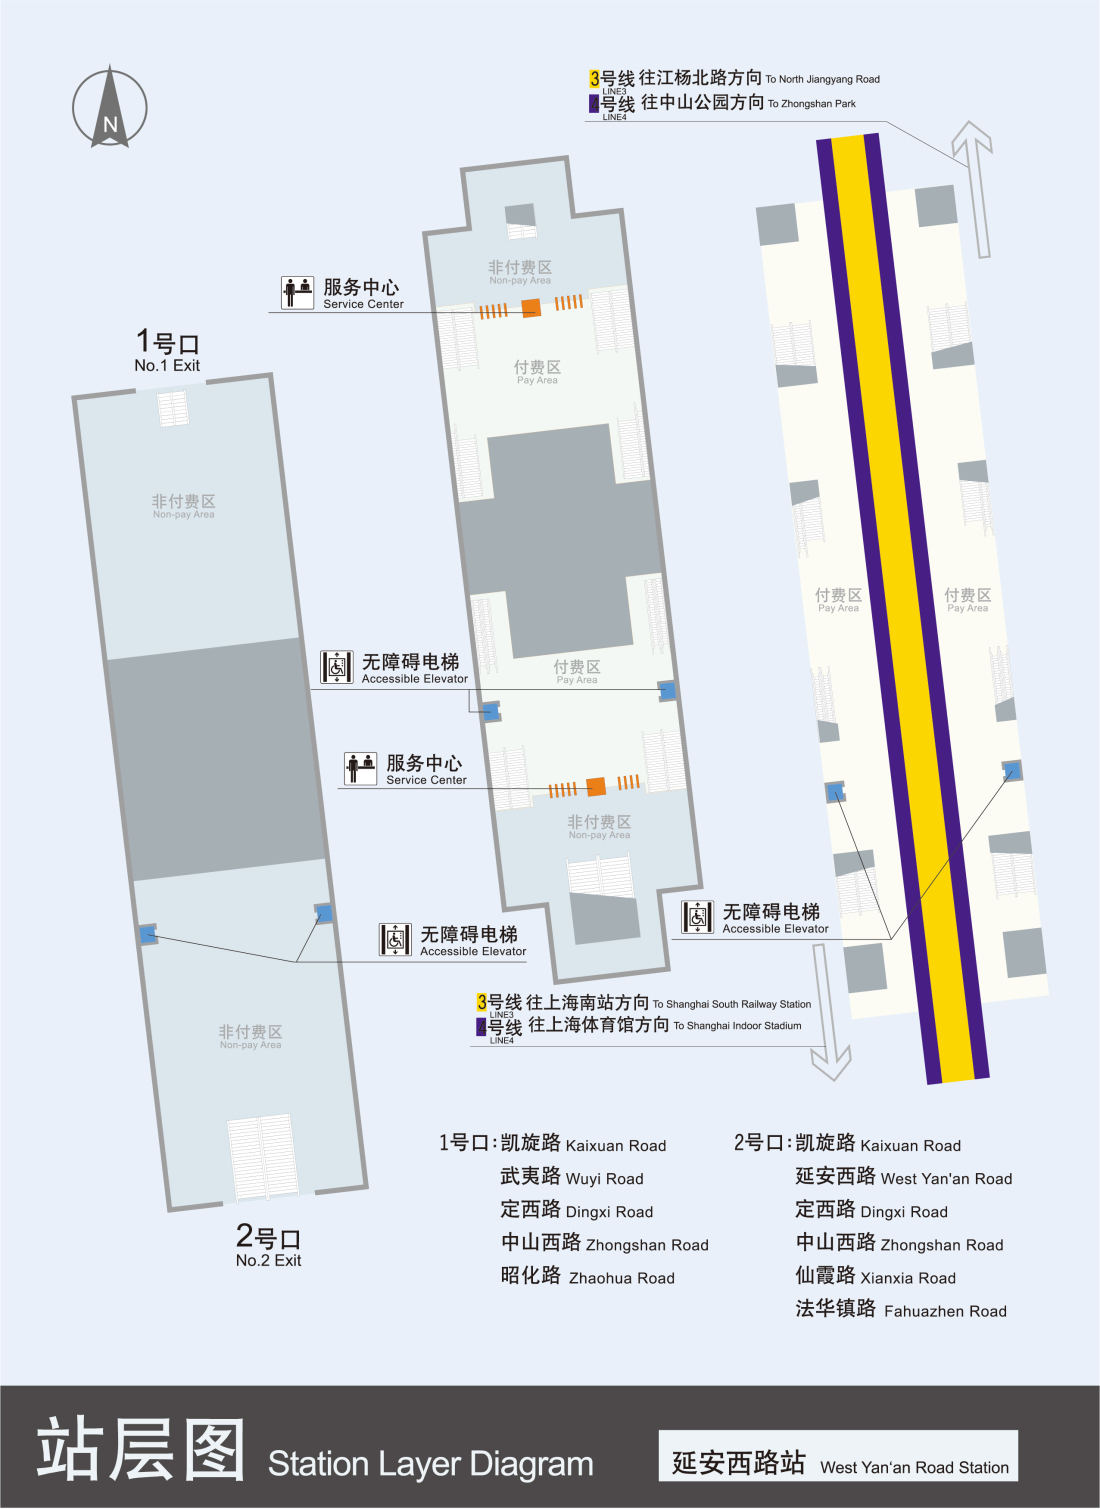 N
3号线 往江杨北路方向 To North Jiangyang Road
LINE3
4号线 往中山公园方向 To Zhongshan Park
LINE4
非付费区
Non-pay Area
服务中心
Service Center
1号口
No.1 Exit
付费区
Pay Area
非付费区
Non-pay Area
付费区
Pay Area
付费区
Pay Area
无障碍电梯
Accessible Elevator
付费区
Pay Area
服务中心
Service Center
非付费区
Non-pay Area
无障碍电梯
Accessible Elevator
无障碍电梯
Accessible Elevator
3号线 往上海南站方向 To Shanghai South Railway Station
LINE3
4号线 往上海体育馆方向 To Shanghai Indoor Stadium
LINE4
非付费区
Non-pay Area
2号口
No.2 Exit
1号口: 凯旋路 Kaixuan Road
武夷路 Wuyi Road
定西路 Dingxi Road
中山西路 Zhongshan Road
昭化路 Zhaohua Road
2号口: 凯旋路 Kaixuan Road
延安西路 West Yan'an Road
定西路 Dingxi Road
中山西路 Zhongshan Road
仙霞路 Xianxia Road
法华镇路 Fahuazhen Road
站层图 Station Layer Diagram
延安西路站 West Yan‘an Road Station